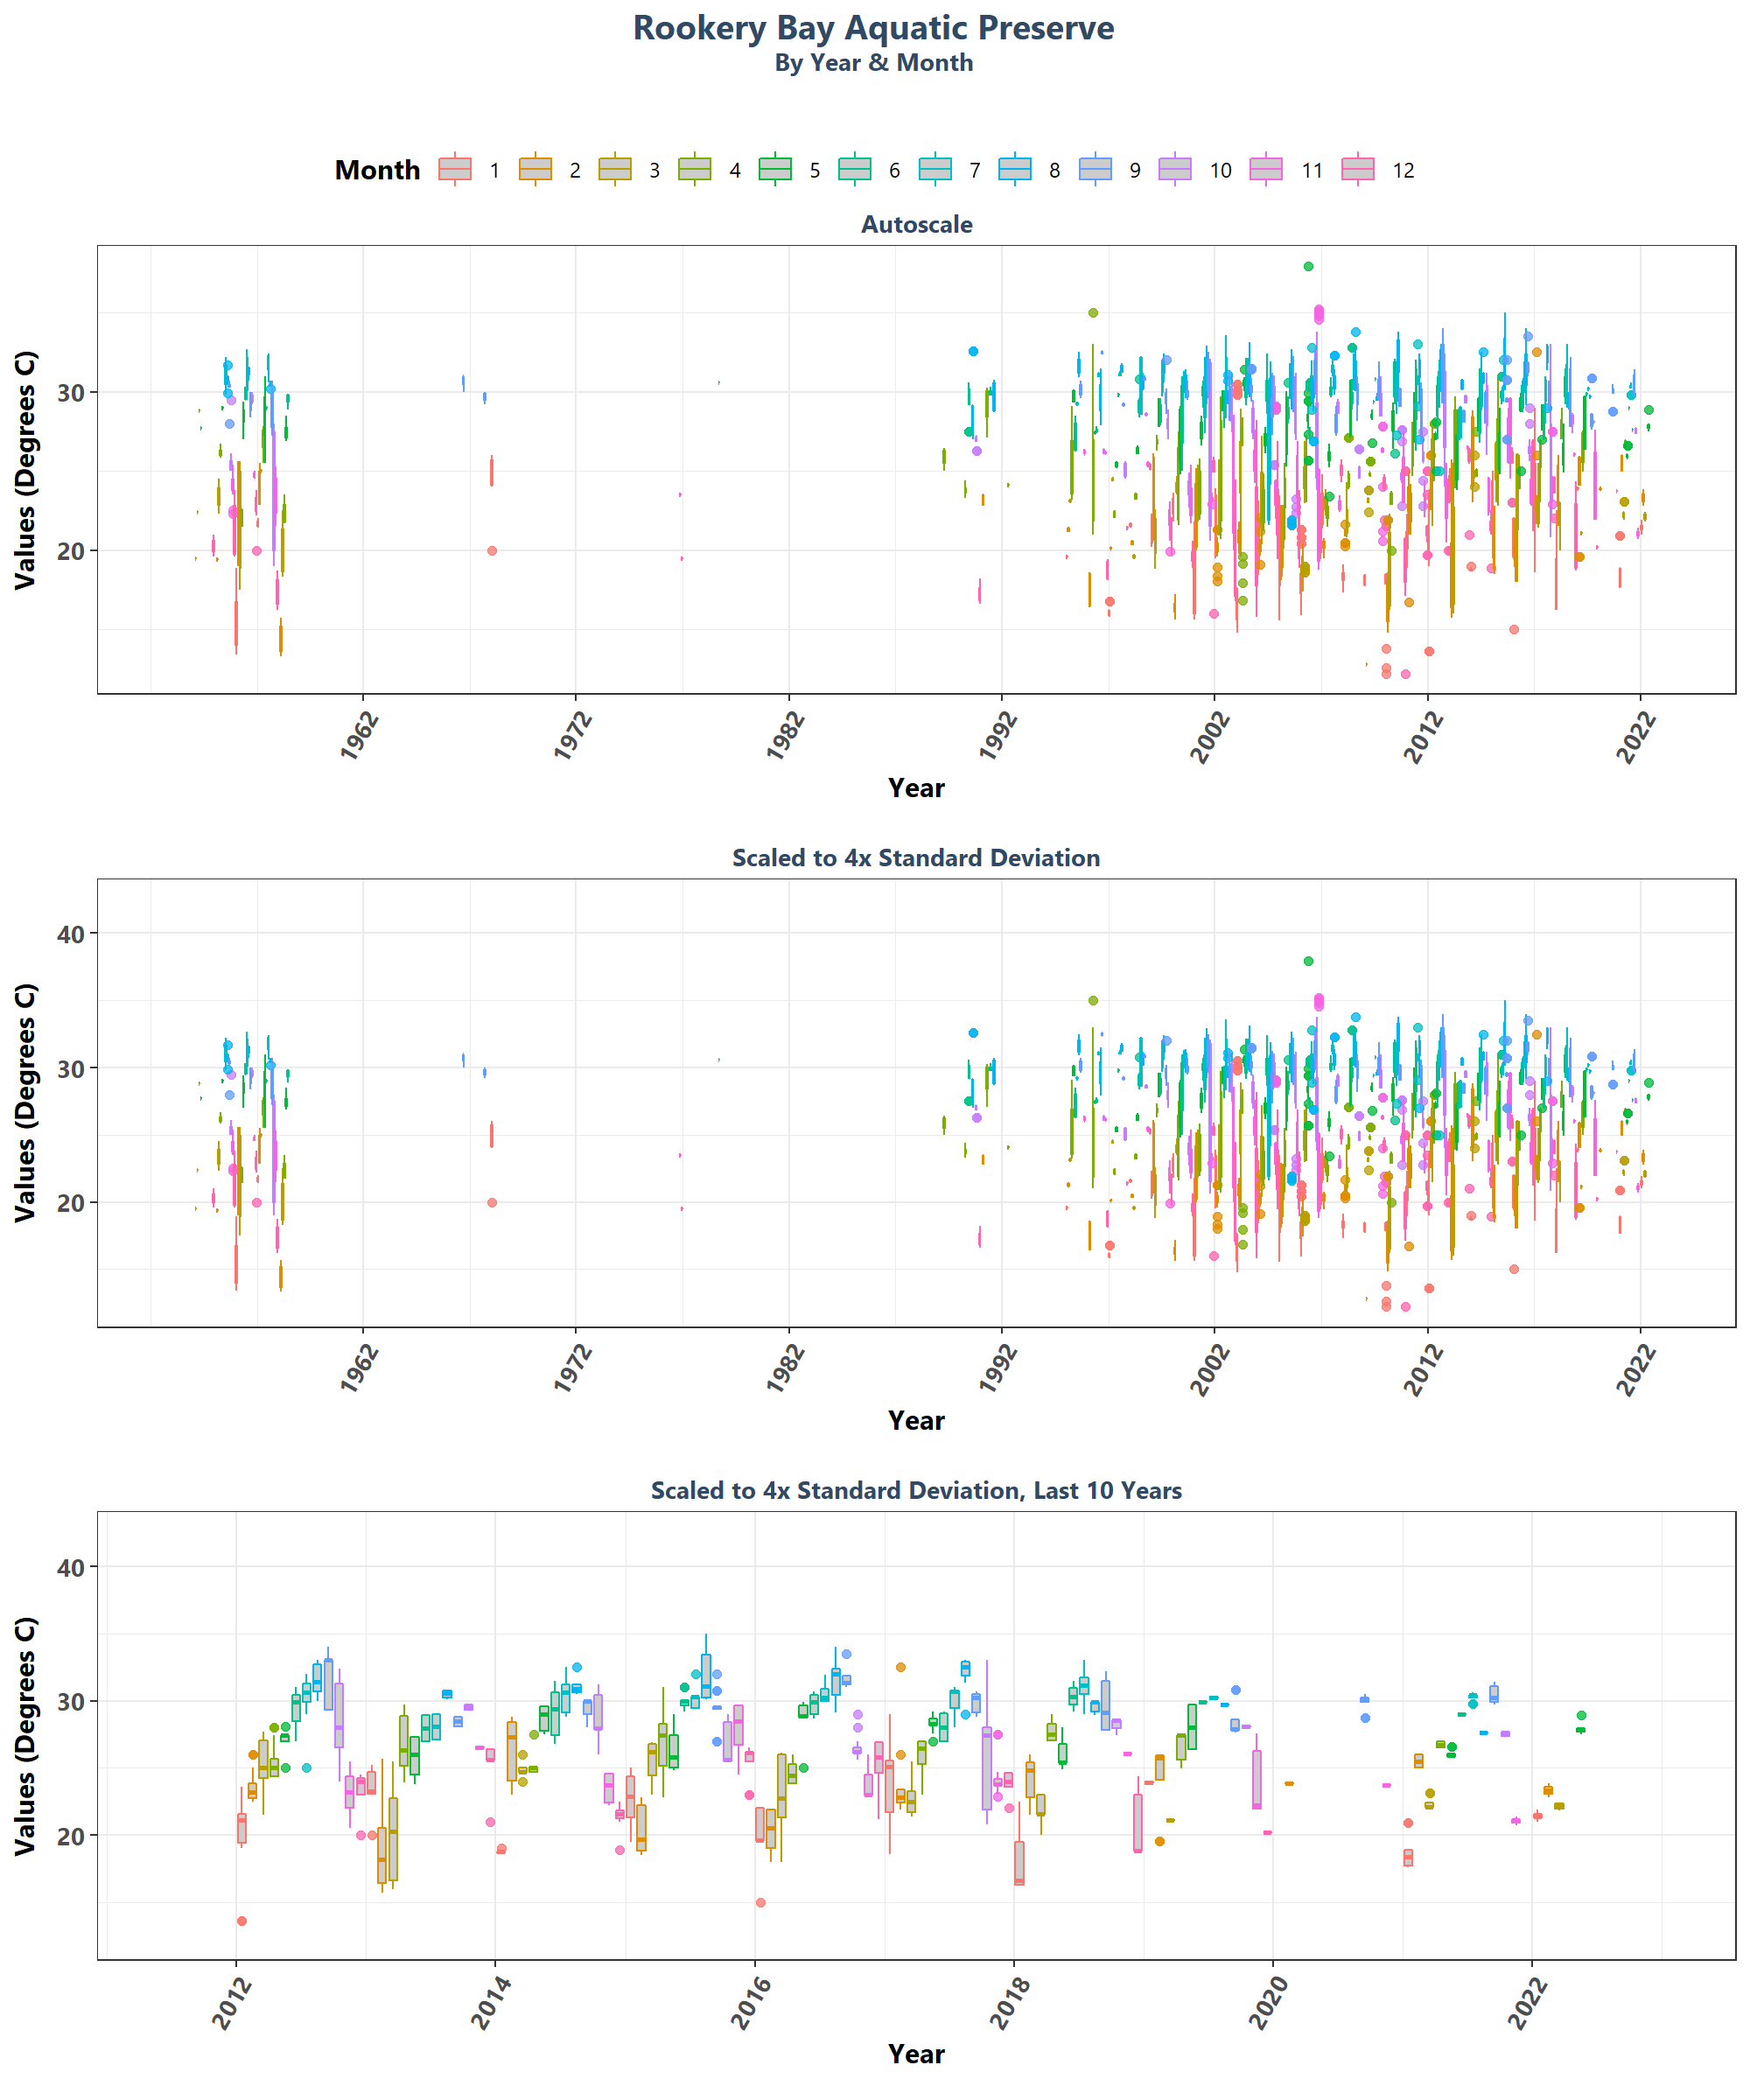 Rookery Bay Aquatic Preserve
By Year & Month
Month 1 2 3 4 5 6 7 8 9 10 11 12
Autoscale
Values (Degrees C)
30
20
1962 1972 1982 1992 2002 2012 2022
Year
Scaled to 4x Standard Deviation
Values (Degrees C)
40
30
20
1962 1972 1982 1992 2002 2012 2022
Year
Scaled to 4x Standard Deviation, Last 10 Years
Values (Degrees C)
40
30
20
2012 2014 2016 2018 2020 2022
Year